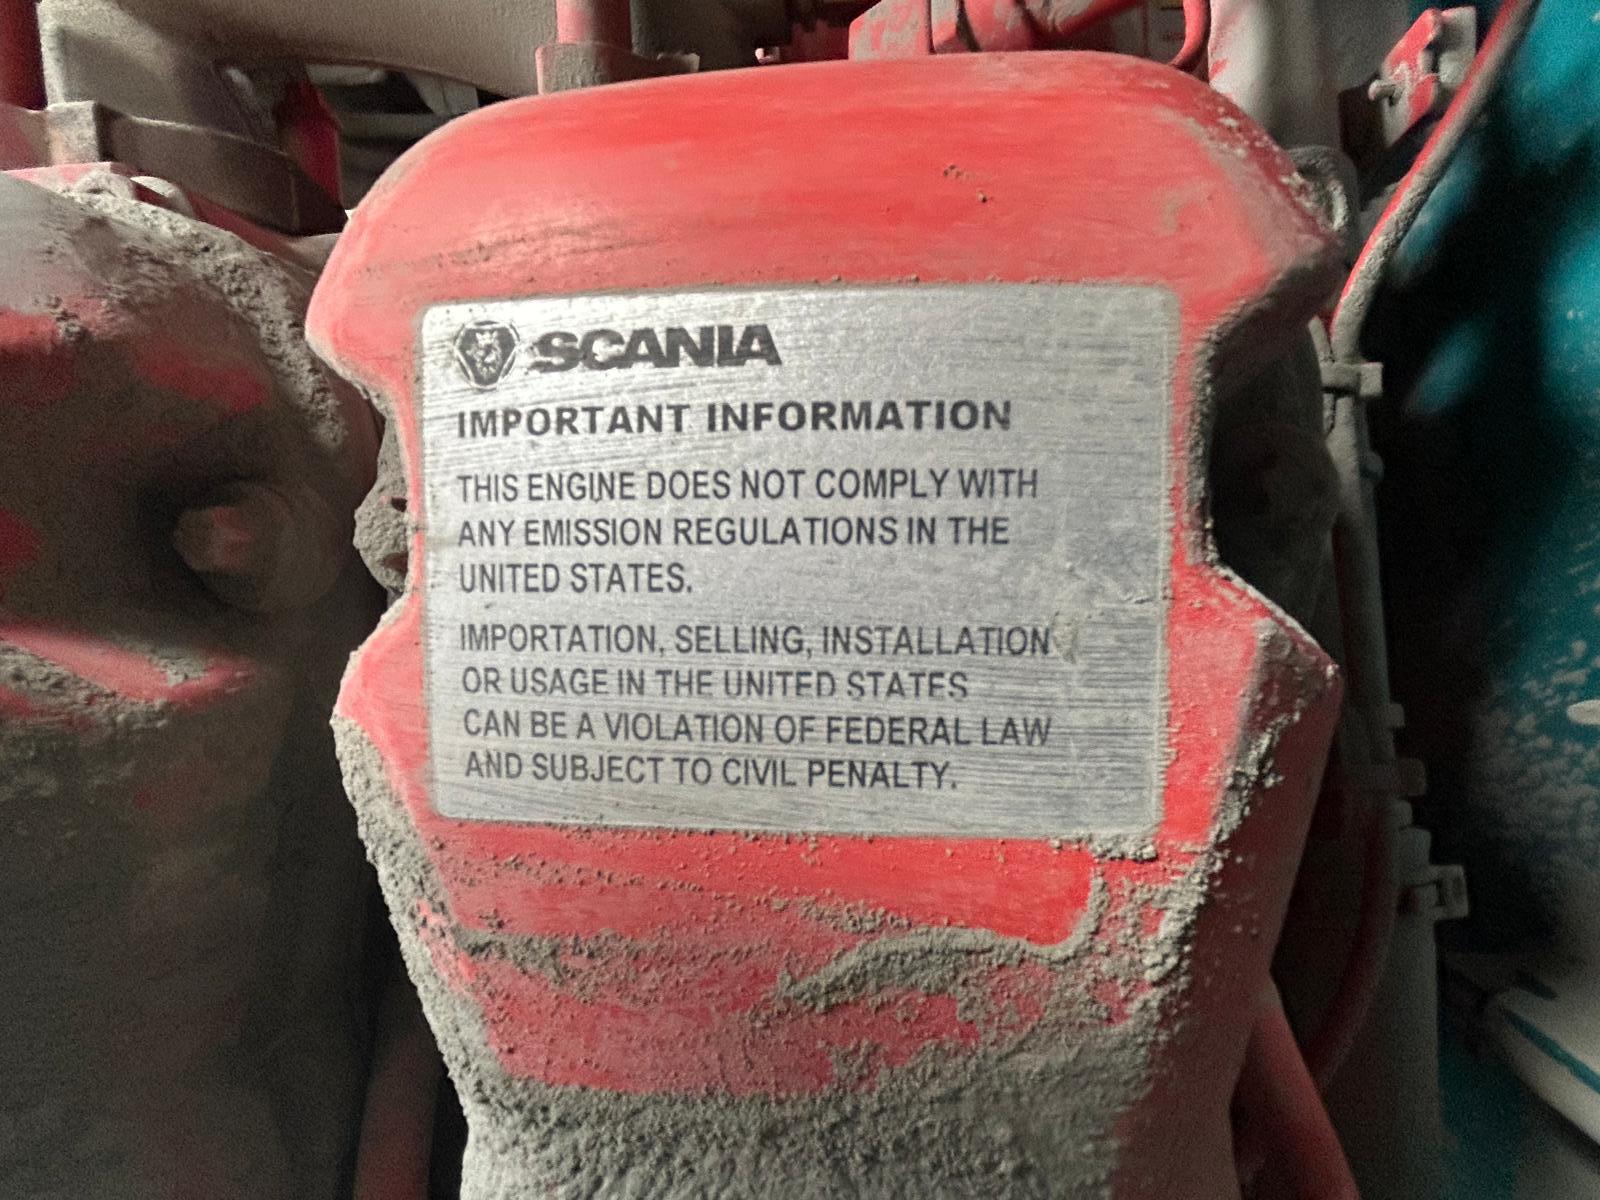 SCANIA
IMPORTANT INFORMATION
THIS ENGINE DOES NOT COMPLY WITH
ANY EMISSION REGULATIONS IN THE
UNITED STATES.
IMPORTATION, SELLING, INSTALLATION
OR USAGE IN THE UNITED STATES
CAN BE A VIOLATION OF FEDERAL LAW
AND SUBJECT TO CIVIL PENALTY.